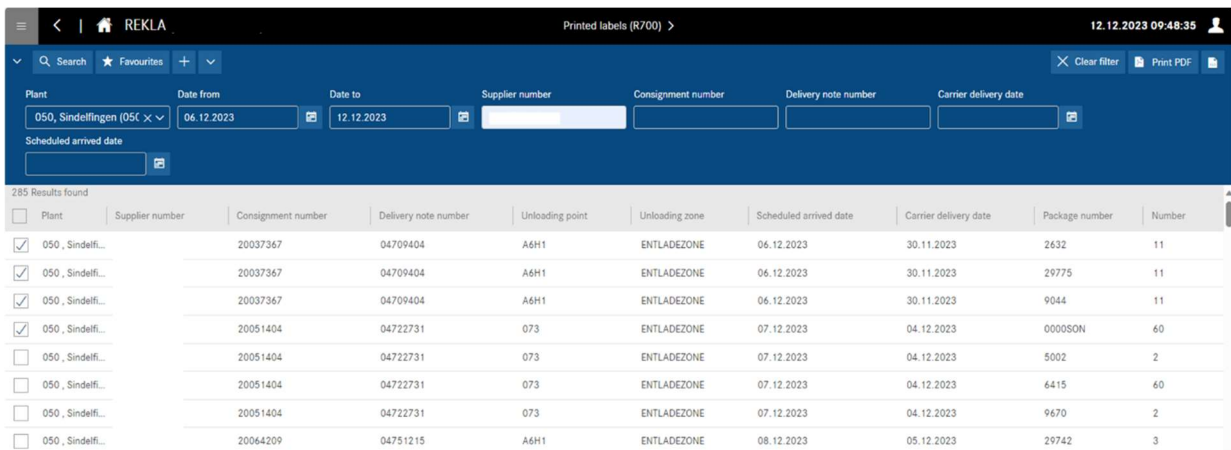 REKLA Printed labels (R700) 12.12.2023 09:48:35
Search Favourites Clear filter Print PDF
Plant Date from Date to Supplier number Consignment number Delivery note number Carrier delivery date
050, Sindelfingen (050 06.12.2023 12.12.2023
Scheduled arrived date
285 Results found
Plant Supplier number Consignment number Delivery note number Unloading point Unloading zone Scheduled arrived date Carrier delivery date Package number Number
050 , Sindelfi... 20037367 04709404 A6H1 ENTLADEZONE 06.12.2023 30.11.2023 2632 11
050 , Sindelfi... 20037367 04709404 A6H1 ENTLADEZONE 06.12.2023 30.11.2023 29775 11
050 , Sindelfi... 20037367 04709404 A6H1 ENTLADEZONE 06.12.2023 30.11.2023 9044 11
050 , Sindelfi... 20051404 04722731 073 ENTLADEZONE 07.12.2023 04.12.2023 0000SON 60
050 , Sindelfi... 20051404 04722731 073 ENTLADEZONE 07.12.2023 04.12.2023 5002 2
050 , Sindelfi... 20051404 04722731 073 ENTLADEZONE 07.12.2023 04.12.2023 6415 60
050 , Sindelfi... 20051404 04722731 073 ENTLADEZONE 07.12.2023 04.12.2023 9670 2
050 , Sindelfi... 20064209 04751215 A6H1 ENTLADEZONE 08.12.2023 05.12.2023 29742 3